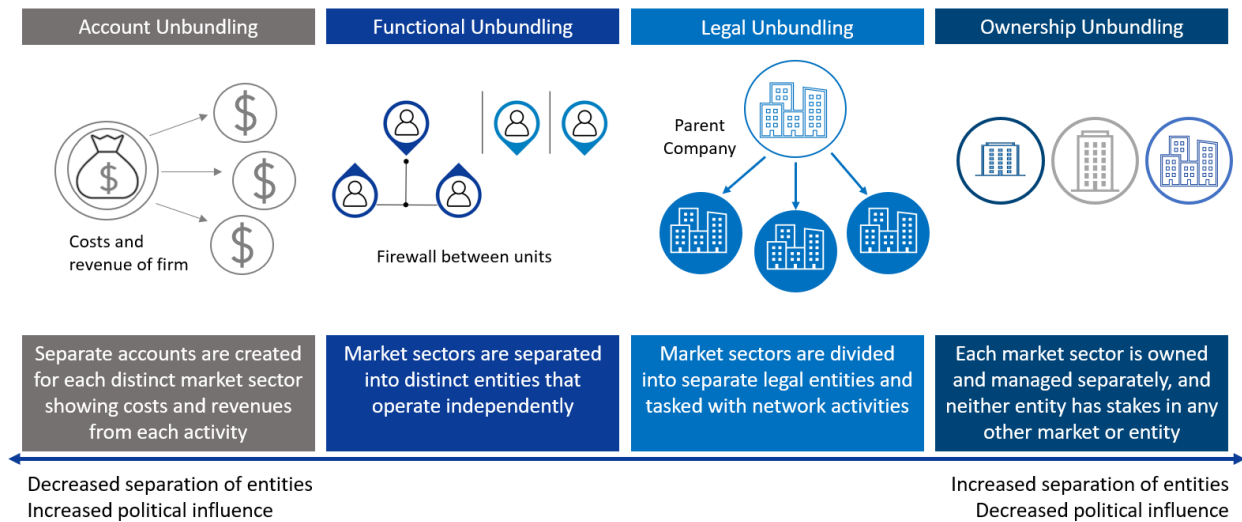 Account Unbundling
Functional Unbundling
Legal Unbundling
Ownership Unbundling
$
$
$
$
Costs and
revenue of firm
Firewall between units
Parent
Company
Separate accounts are created
for each distinct market sector
showing costs and revenues
from each activity
Market sectors are separated
into distinct entities that
operate independently
Market sectors are divided
into separate legal entities and
tasked with network activities
Each market sector is owned
and managed separately, and
neither entity has stakes in any
other market or entity
Decreased separation of entities
Increased political influence
Increased separation of entities
Decreased political influence